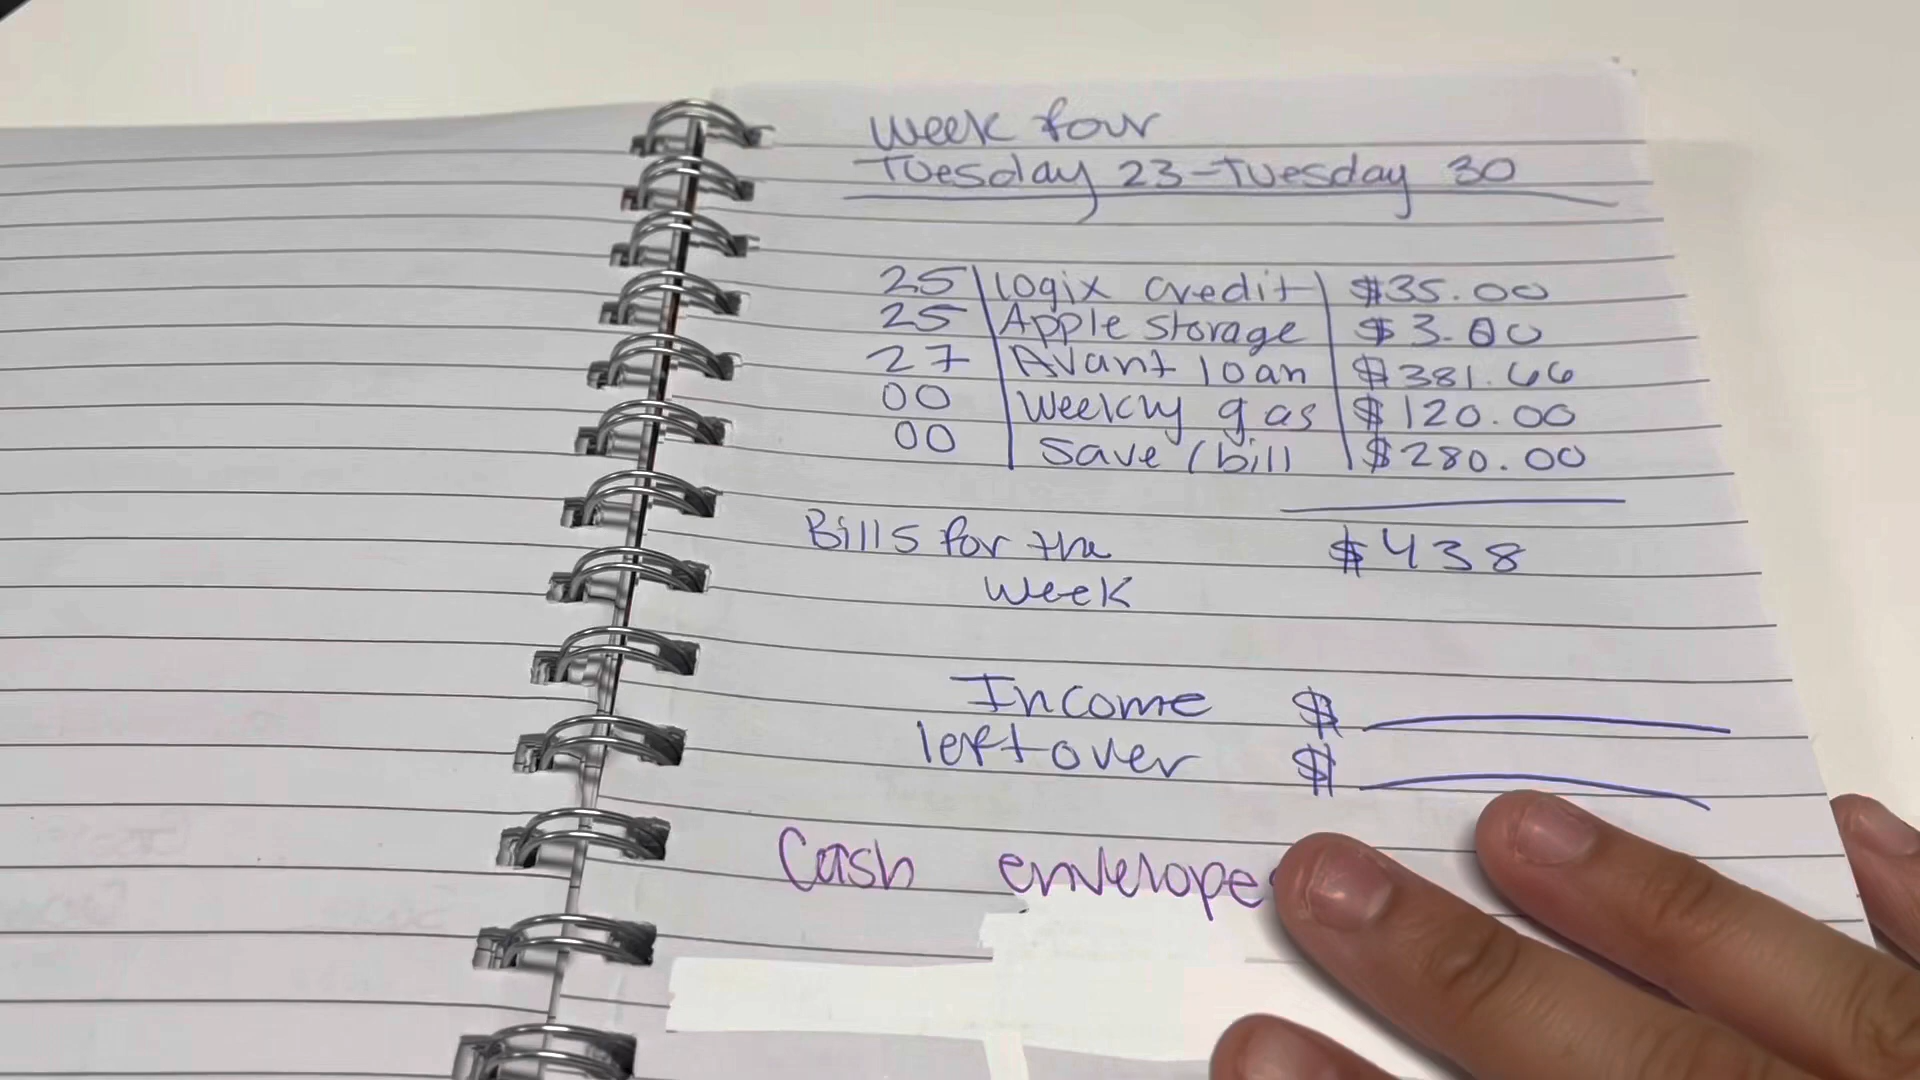 Week four
Tuesday 23-Tuesday 30
25 Logix credit $35.00
25 Apple storage $3.00
27 Avant loan $381.66
00 Weekly gas $120.00
00 Save / bill $280.00
Bills for the $438
week
Income $
left over $
Cash envelope